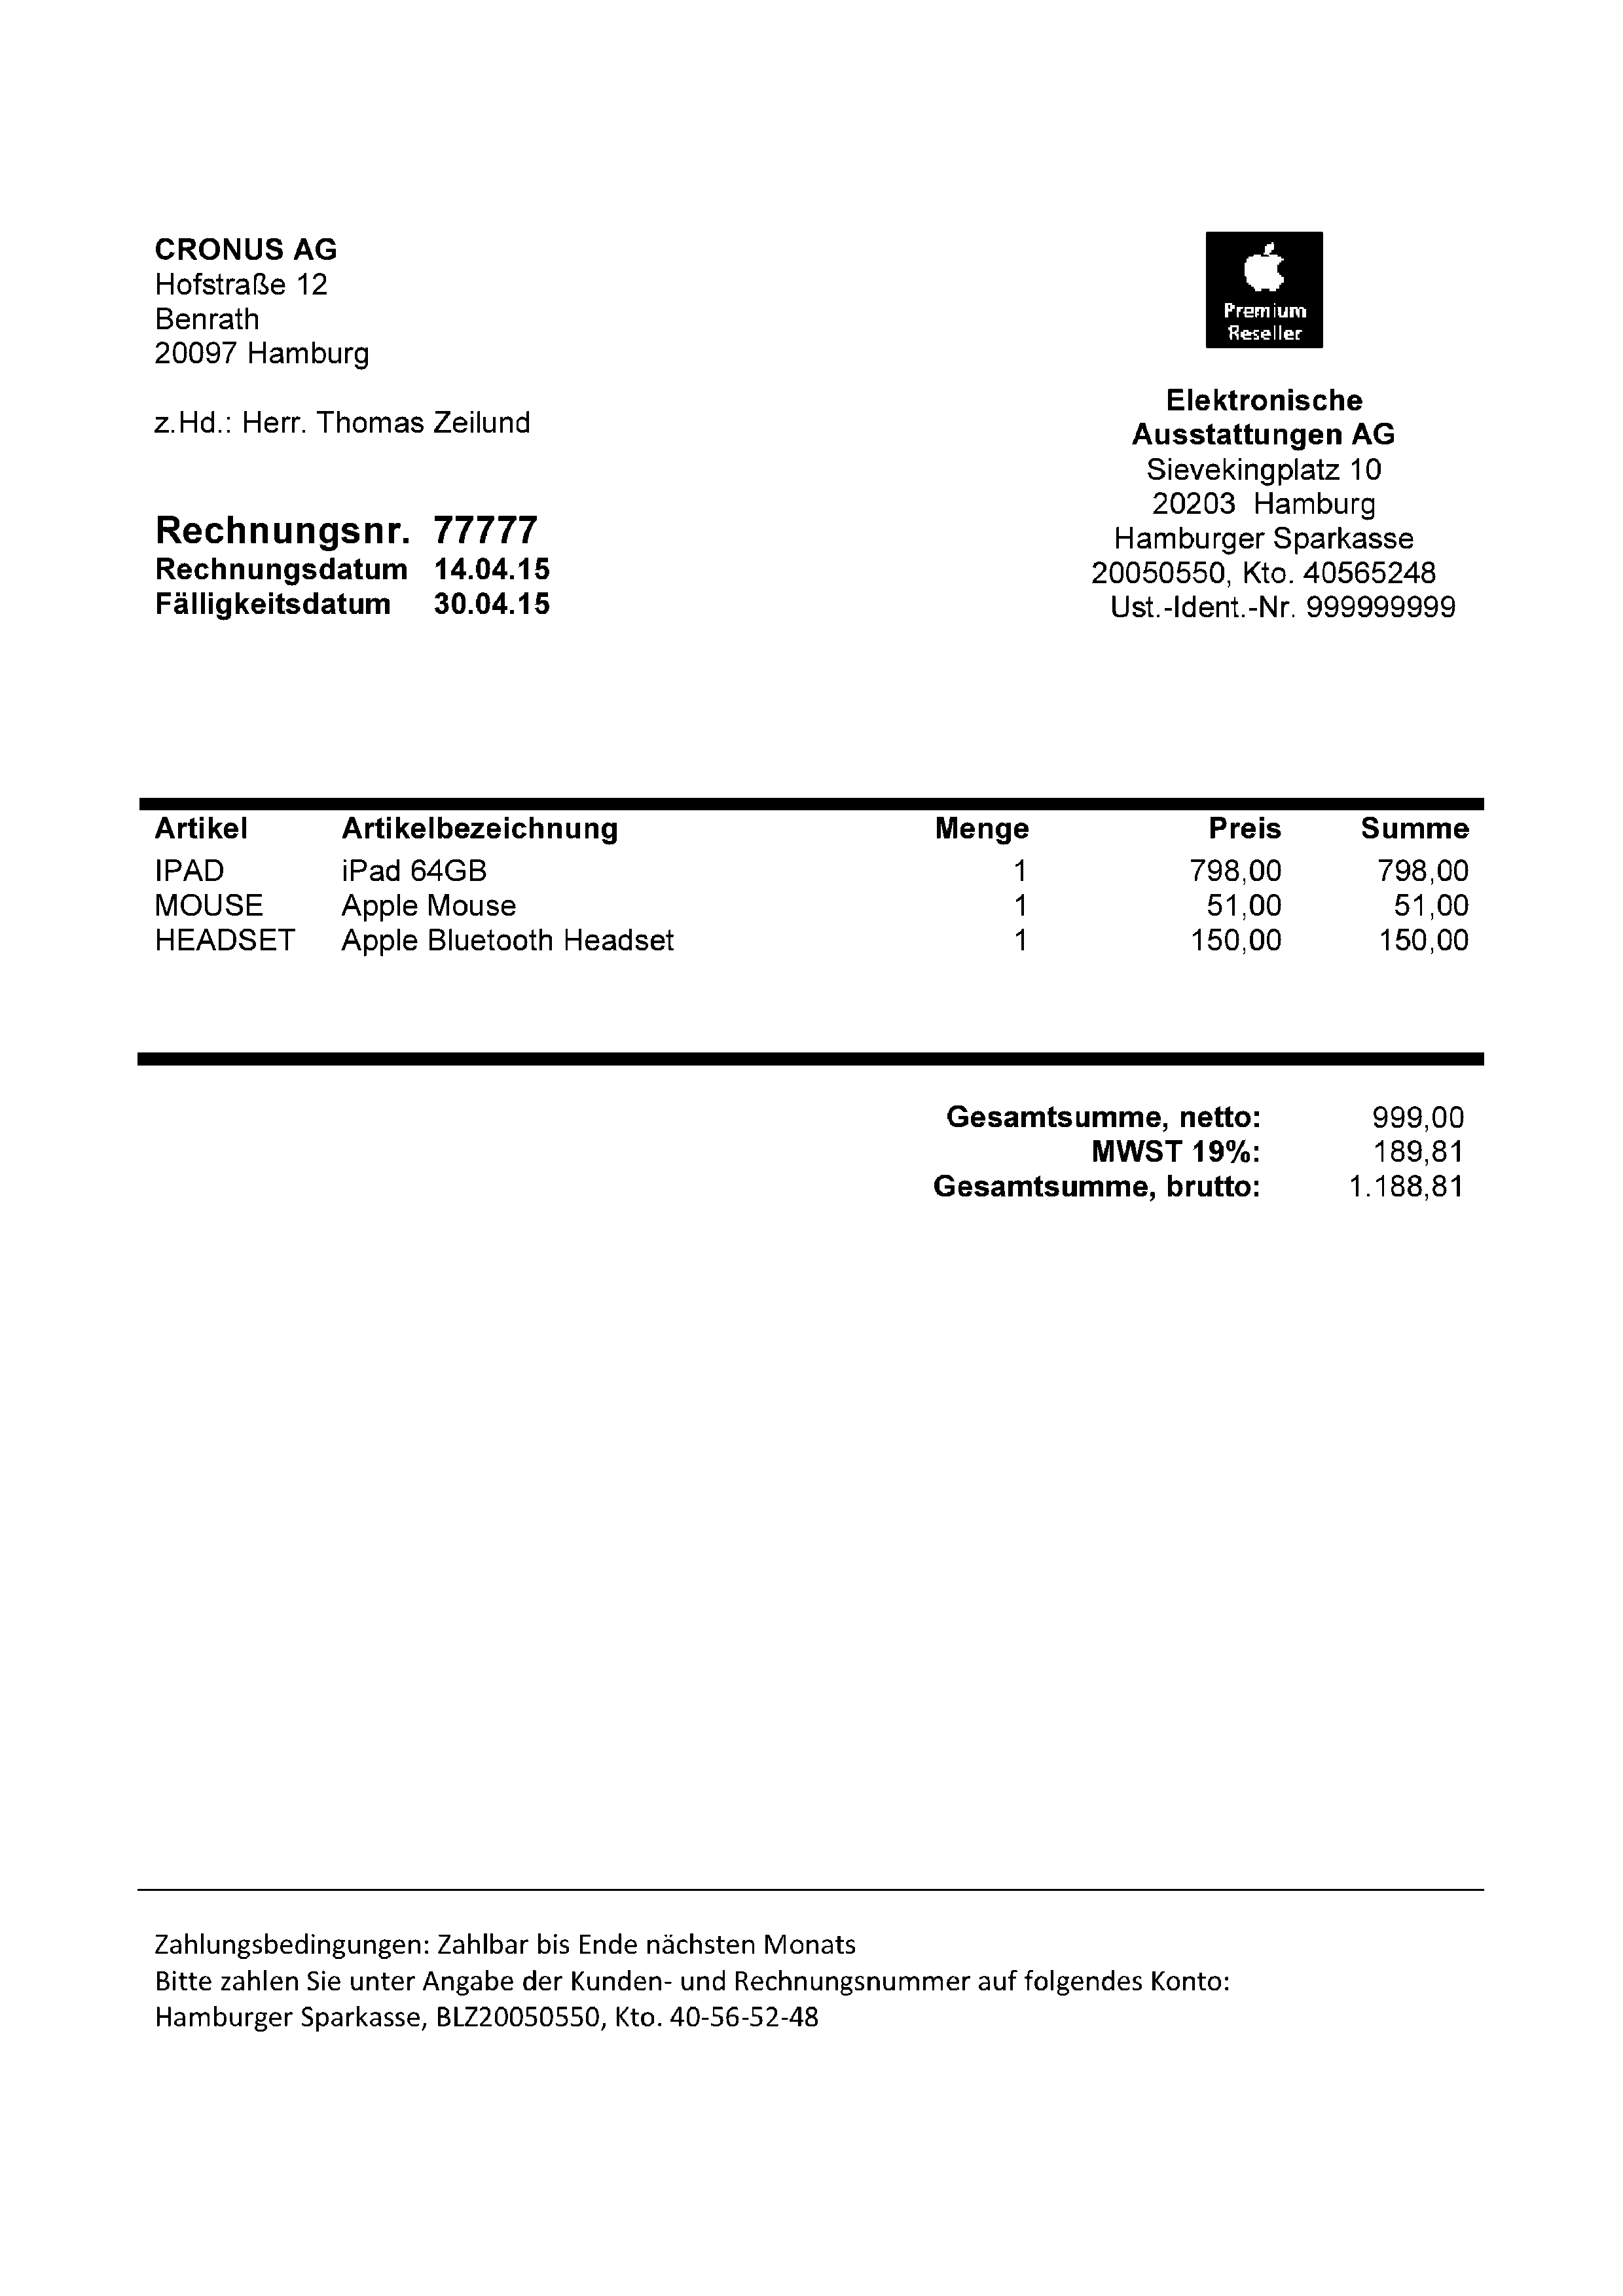 CRONUS AG
Hofstraße 12
Benrath
20097 Hamburg
z.Hd.: Herr. Thomas Zeilund
Rechnungsnr. 77777
Rechnungsdatum 14.04.15
Fälligkeitsdatum 30.04.15
Premium
Reseller
Elektronische
Ausstattungen AG
Sievekingplatz 10
20203 Hamburg
Hamburger Sparkasse
20050550, Kto. 40565248
Ust.-Ident.-Nr. 999999999
Artikel Artikelbezeichnung Menge Preis Summe
IPAD iPad 64GB 1 798,00 798,00
MOUSE Apple Mouse 1 51,00 51,00
HEADSET Apple Bluetooth Headset 1 150,00 150,00
Gesamtsumme, netto: 999,00
MWST 19%: 189,81
Gesamtsumme, brutto: 1.188,81
Zahlungsbedingungen: Zahlbar bis Ende nächsten Monats
Bitte zahlen Sie unter Angabe der Kunden- und Rechnungsnummer auf folgendes Konto:
Hamburger Sparkasse, BLZ20050550, Kto. 40-56-52-48